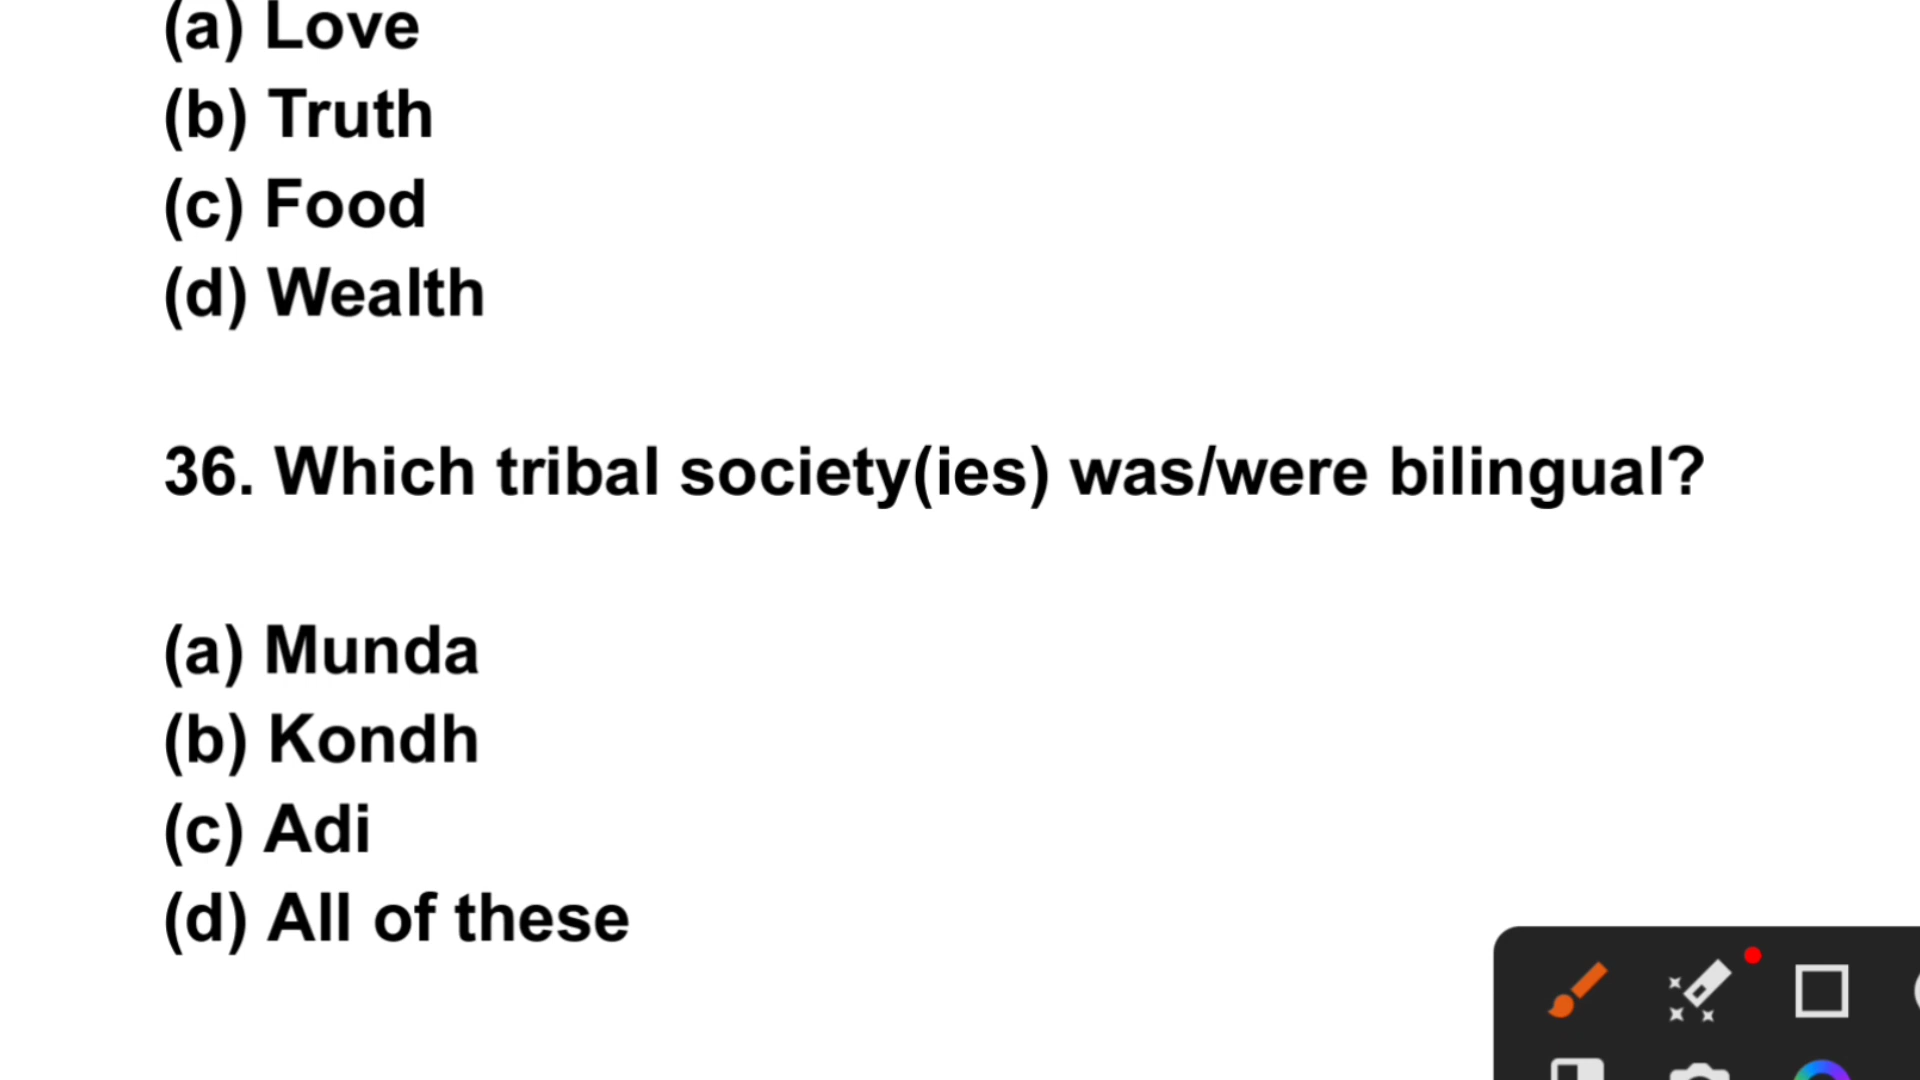 (a) Love
(b) Truth
(c) Food
(d) Wealth
36. Which tribal society(ies) was/were bilingual?
(a) Munda
(b) Kondh
(c) Adi
(d) All of these